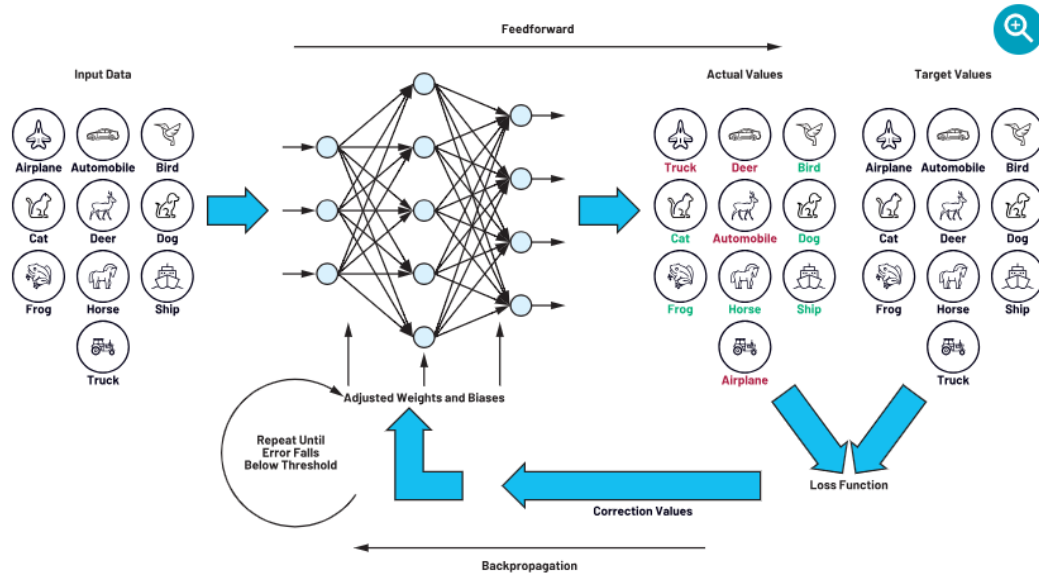 Feedforward
Input Data
Actual Values
Target Values
Airplane Automobile Bird
Cat Deer Dog
Frog Horse Ship
Truck
Truck Deer Bird
Cat Automobile Dog
Frog Horse Ship
Airplane
Airplane Automobile Bird
Cat Deer Dog
Frog Horse Ship
Truck
Adjusted Weights and Biases
Repeat Until
Error Falls
Below Threshold
Loss Function
Correction Values
Backpropagation